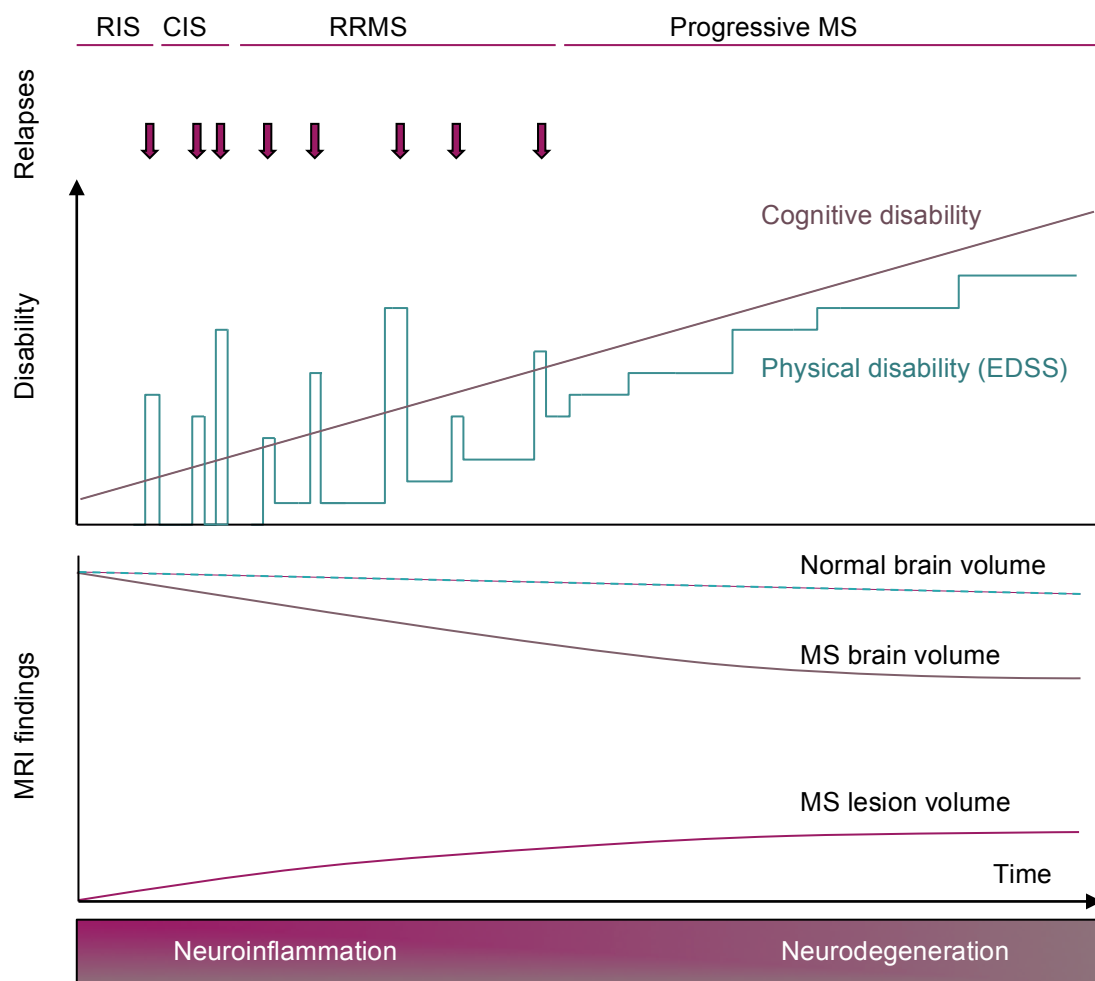 RIS CIS RRMS Progressive MS
Relapses
Cognitive disability
Disability
Physical disability (EDSS)
Normal brain volume
MS brain volume
MRI findings
MS lesion volume
Time
Neuroinflammation Neurodegeneration